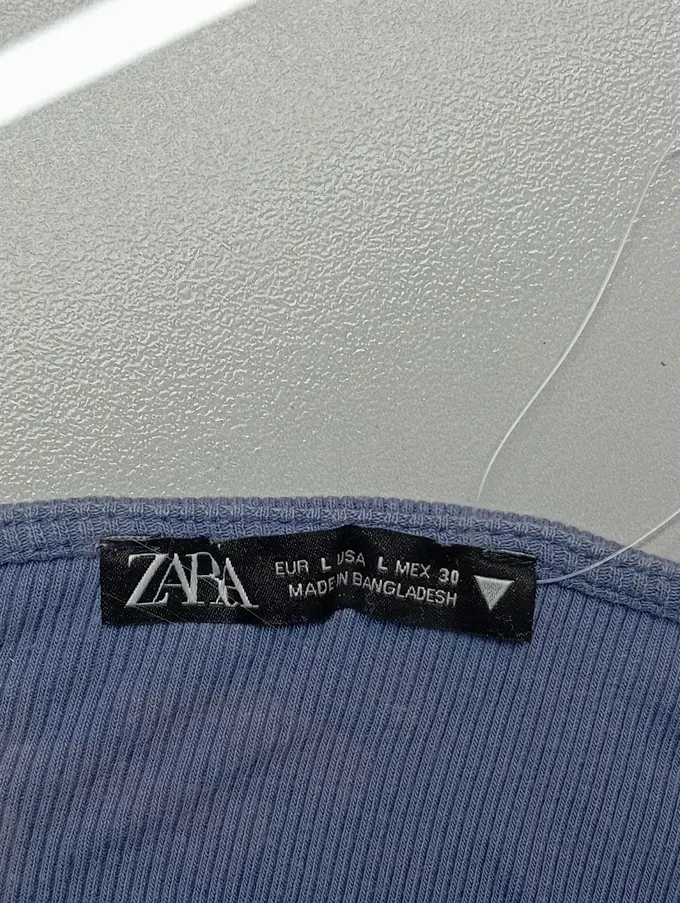 ZARA
EUR L USA L MEX 30
MADE IN BANGLADESH